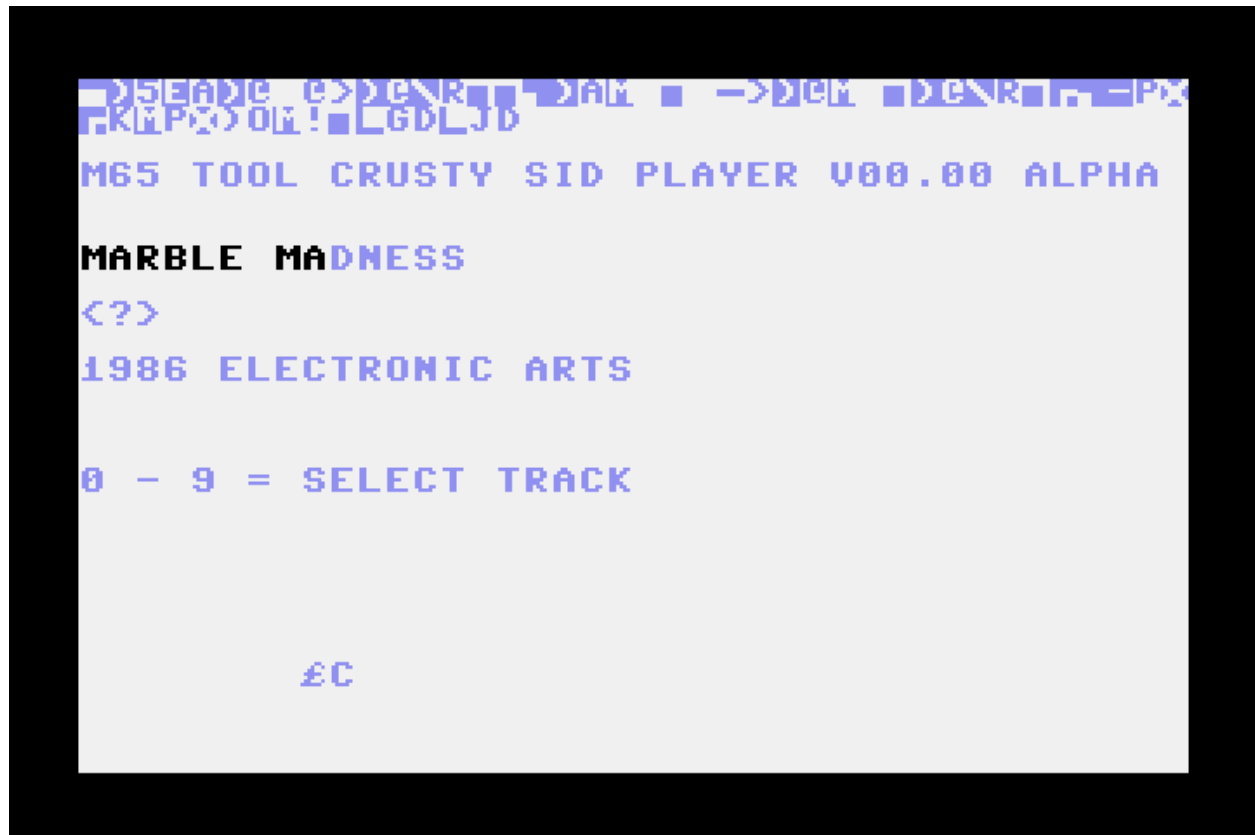 M65 TOOL CRUSTY SID PLAYER V00.00 ALPHA
MARBLE MADNESS
<?>
1986 ELECTRONIC ARTS
0 - 9 = SELECT TRACK
£C